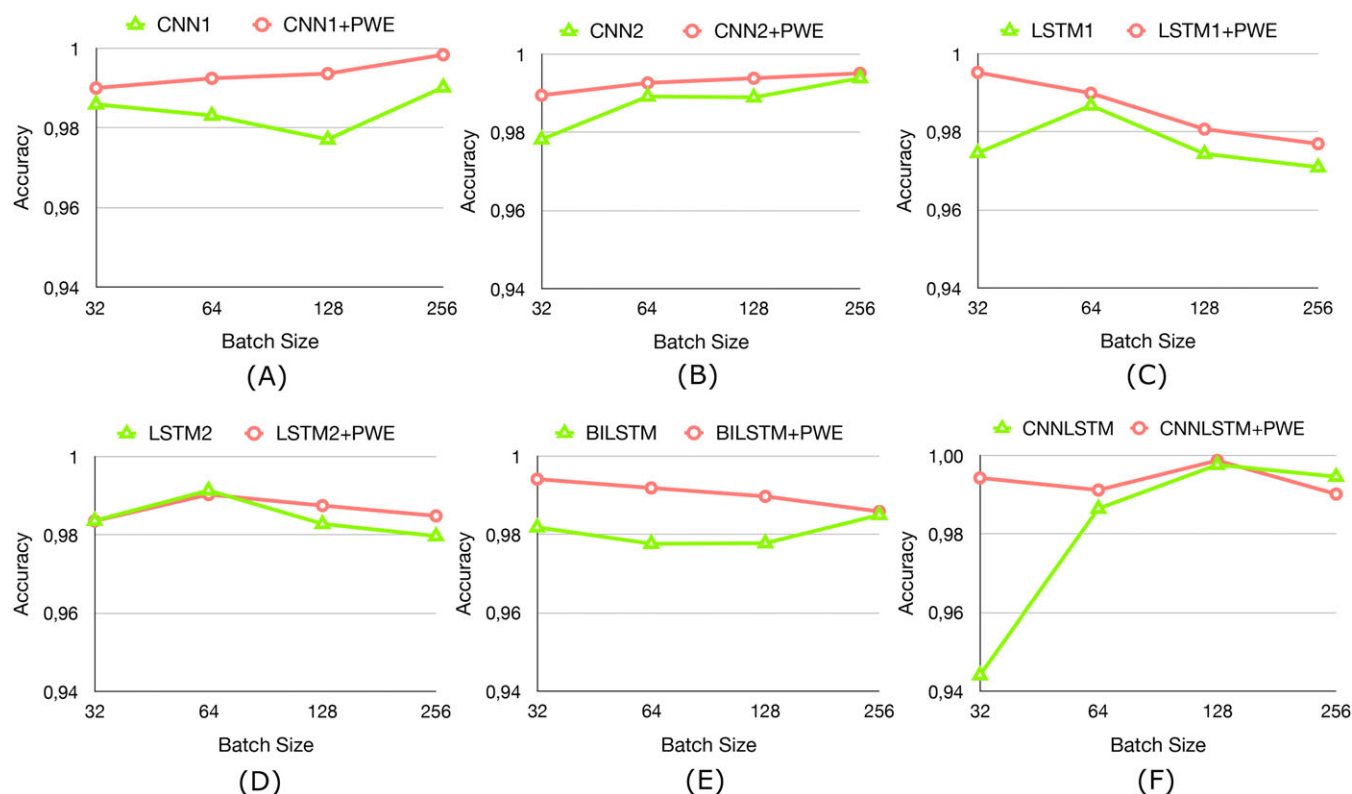 CNN1 CNN1+PWE
1
0,98
0,96
0,94
Accuracy
32 64 128 256
Batch Size
(A)
CNN2 CNN2+PWE
1
0,98
0,96
0,94
Accuracy
32 64 128 256
Batch Size
(B)
LSTM1 LSTM1+PWE
1
0,98
0,96
0,94
Accuracy
32 64 128 256
Batch Size
(C)
LSTM2 LSTM2+PWE
1
0,98
0,96
0,94
Accuracy
32 64 128 256
Batch Size
(D)
BILSTM BILSTM+PWE
1
0,98
0,96
0,94
Accuracy
32 64 128 256
Batch Size
(E)
CNNLSTM CNNLSTM+PWE
1,00
0,98
0,96
0,94
Accuracy
32 64 128 256
Batch Size
(F)